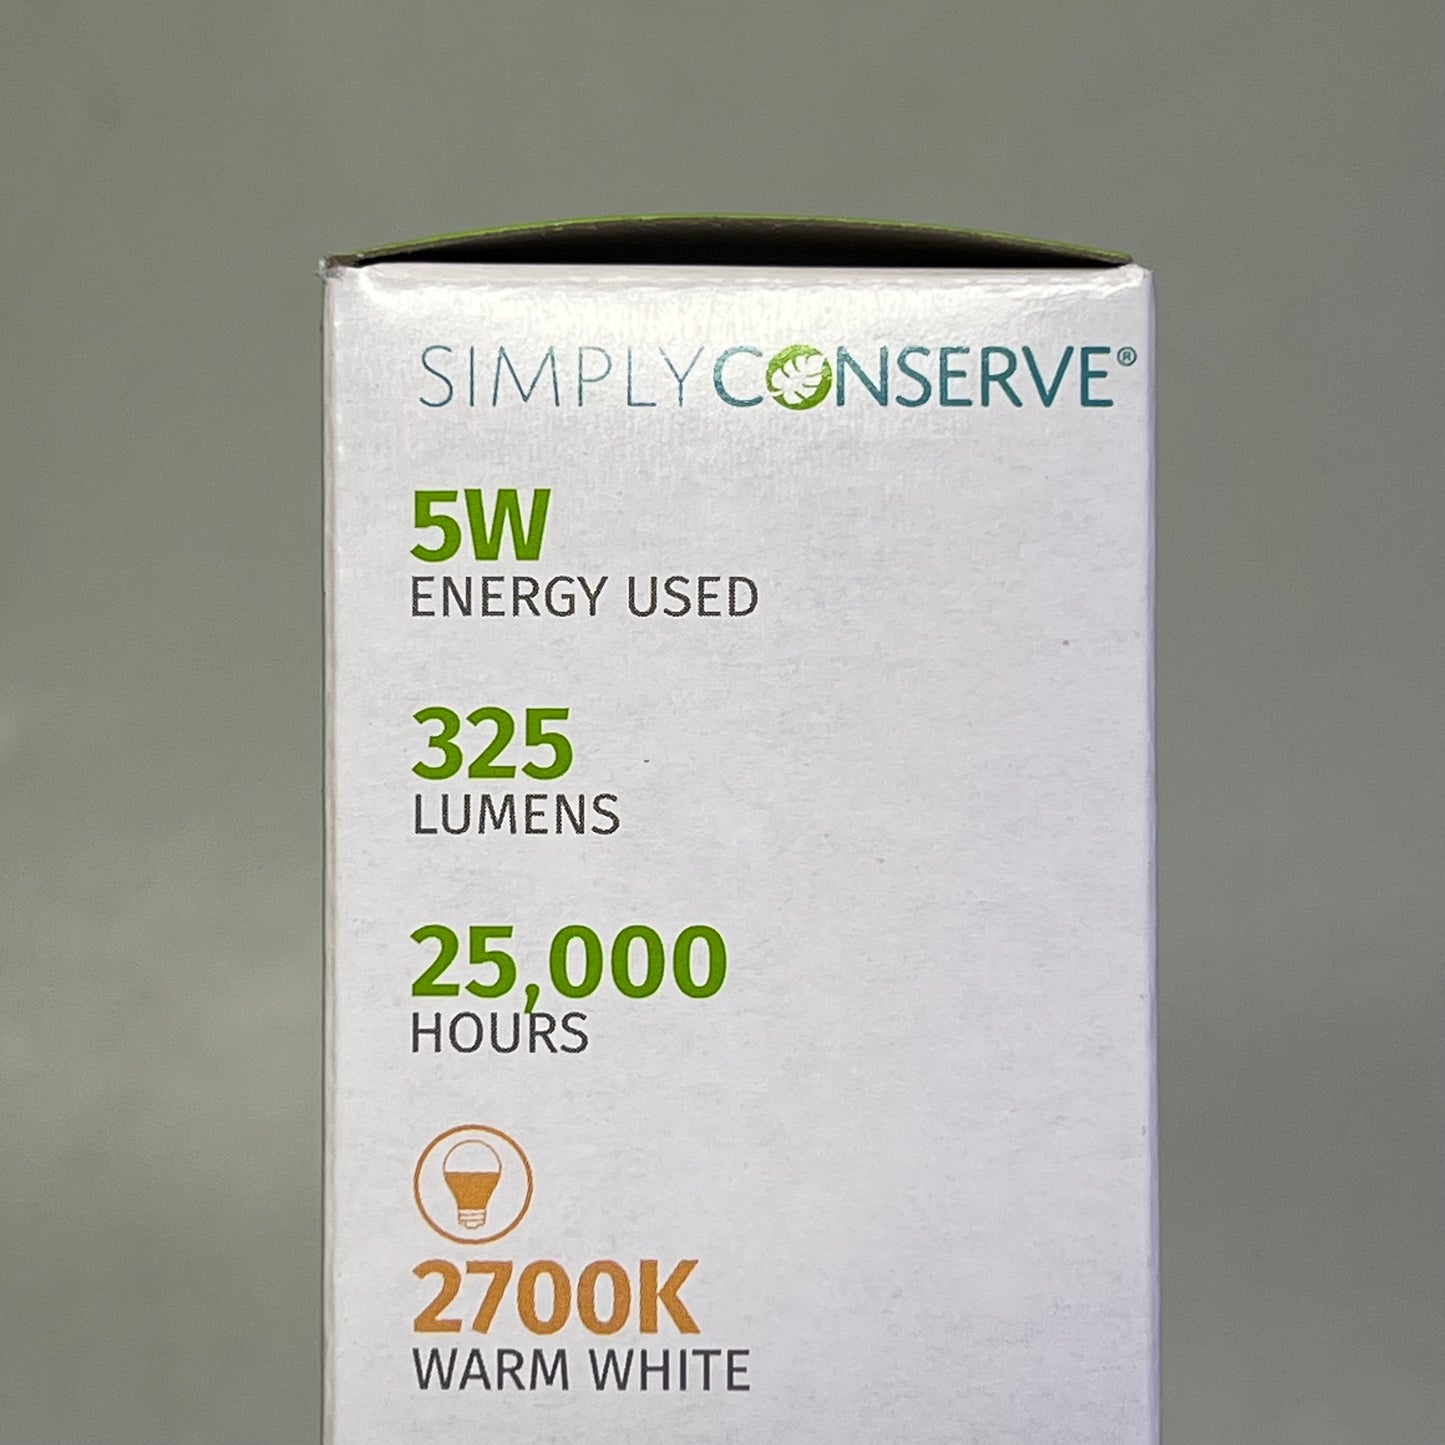 SIMPLYCONSERVE®
5W
ENERGY USED
325
LUMENS
25,000
HOURS
2700K
WARM WHITE